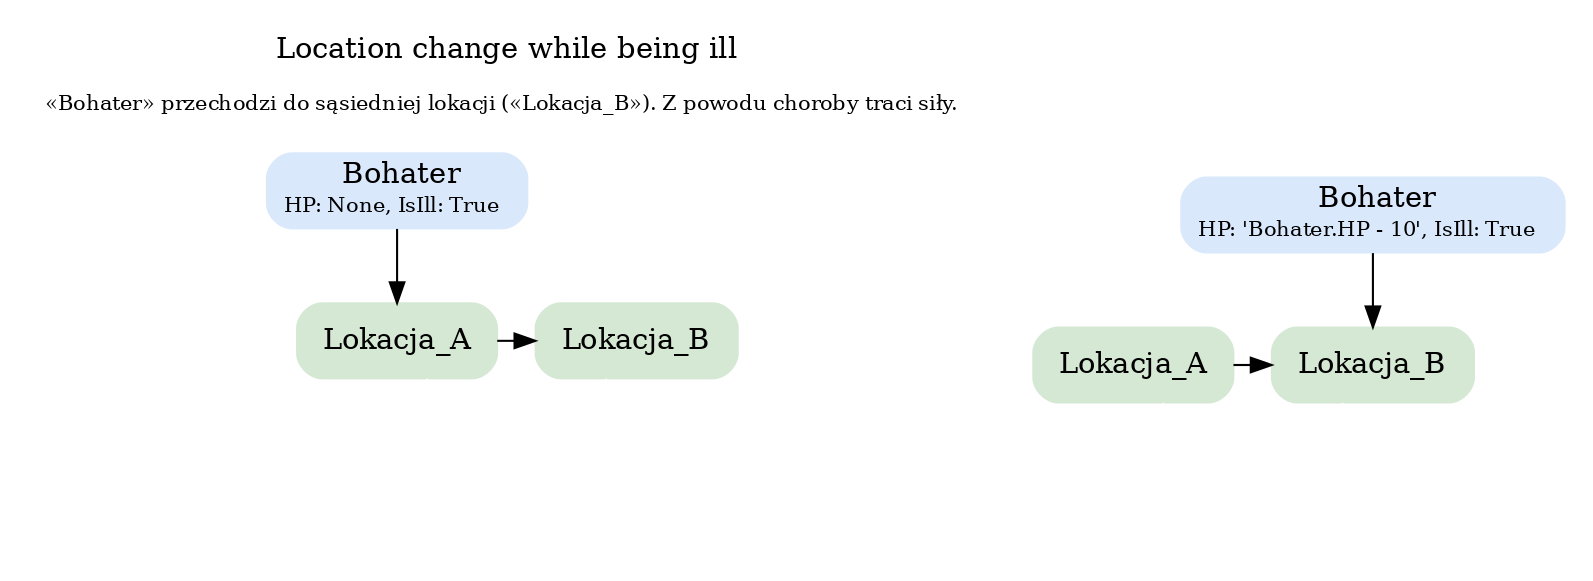 Location change while being ill
«Bohater» przechodzi do sąsiedniej lokacji («Lokacja_B»). Z powodu choroby traci siły.
Bohater
HP: None, IsIll: True
Lokacja_A
Lokacja_B
Bohater
HP: 'Bohater.HP - 10', IsIll: True
Lokacja_A
Lokacja_B